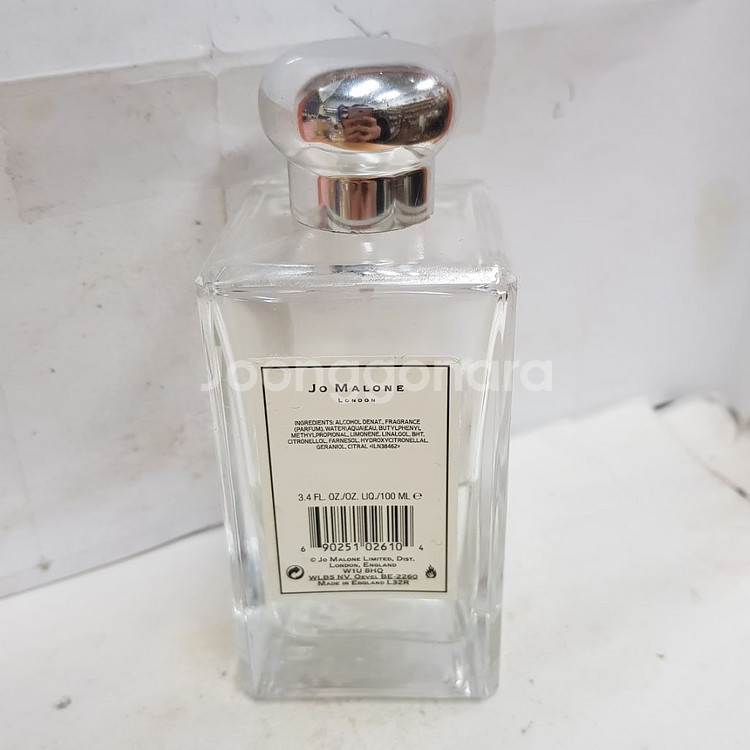 Joonggonara
JO MALONE
LONDON
INGREDIENTS: ALCOHOL DENAT., FRAGRANCE
(PARFUM), WATER\AQUA\EAU, BUTYLPHENYL
METHYLPROPIONAL, LIMONENE, LINALOOL, BHT,
CITRONELLOL, FARNESOL, HYDROXYCITRONELLAL,
GERANIOL, CITRAL <ILN38462>
3.4 FL. OZ./OZ. LIQ./100 ML ℮
6 90251 02610 4
© JO MALONE LIMITED, DIST.
LONDON, ENGLAND
W1U 8HQ
WLBS NV. OEVEL BE-2260
MADE IN ENGLAND L32R